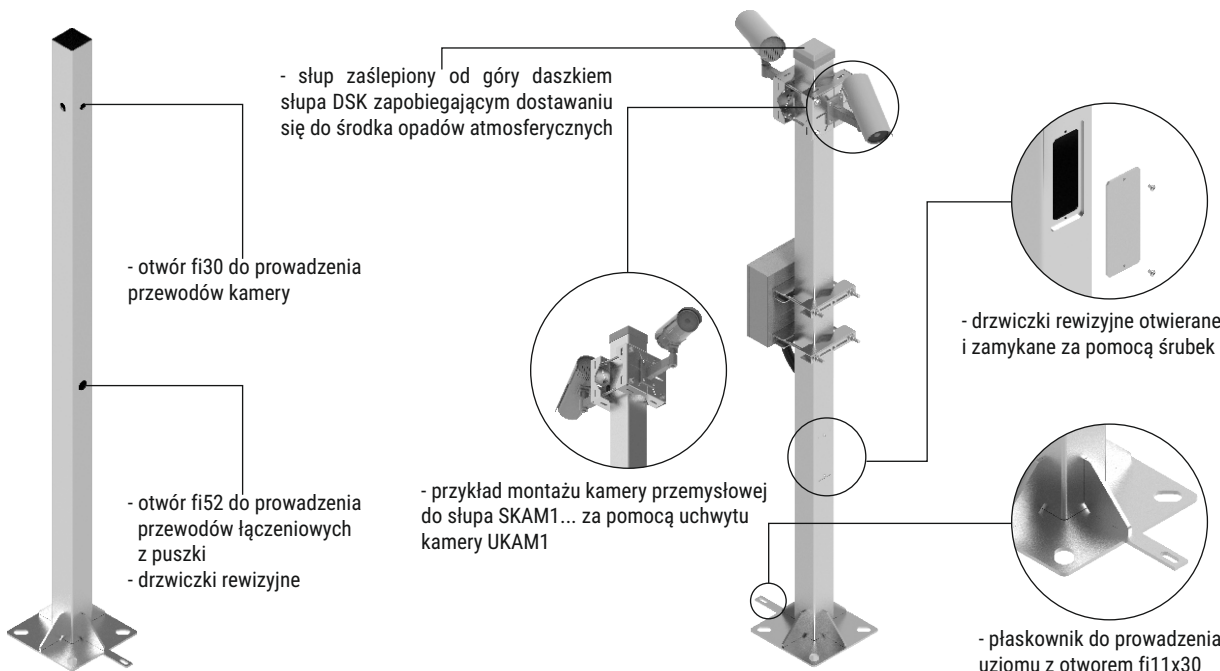 - słup zaślepiony od góry daszkiem
słupa DSK zapobiegającym dostawaniu
się do środka opadów atmosferycznych
- otwór fi30 do prowadzenia
przewodów kamery
- otwór fi52 do prowadzenia
przewodów łączeniowych
z puszki
- drzwiczki rewizyjne
- przykład montażu kamery przemysłowej
do słupa SKAM1... za pomocą uchwytu
kamery UKAM1
- drzwiczki rewizyjne otwierane
i zamykane za pomocą śrubek
- płaskownik do prowadzenia
uziomu z otworem fi11x30